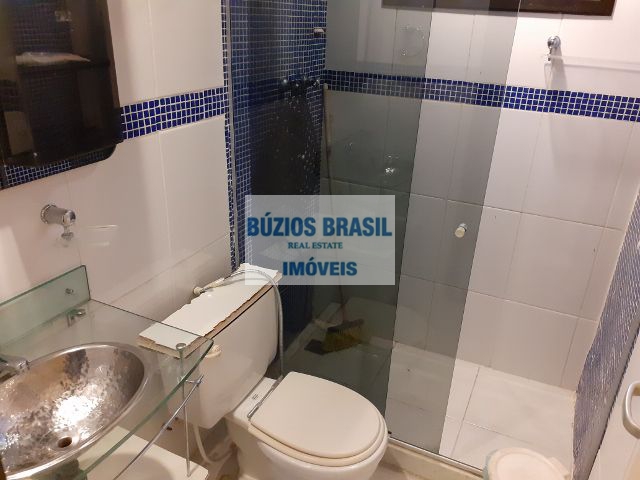 BÚZIOS BRASIL
REAL ESTATE
IMÓVEIS